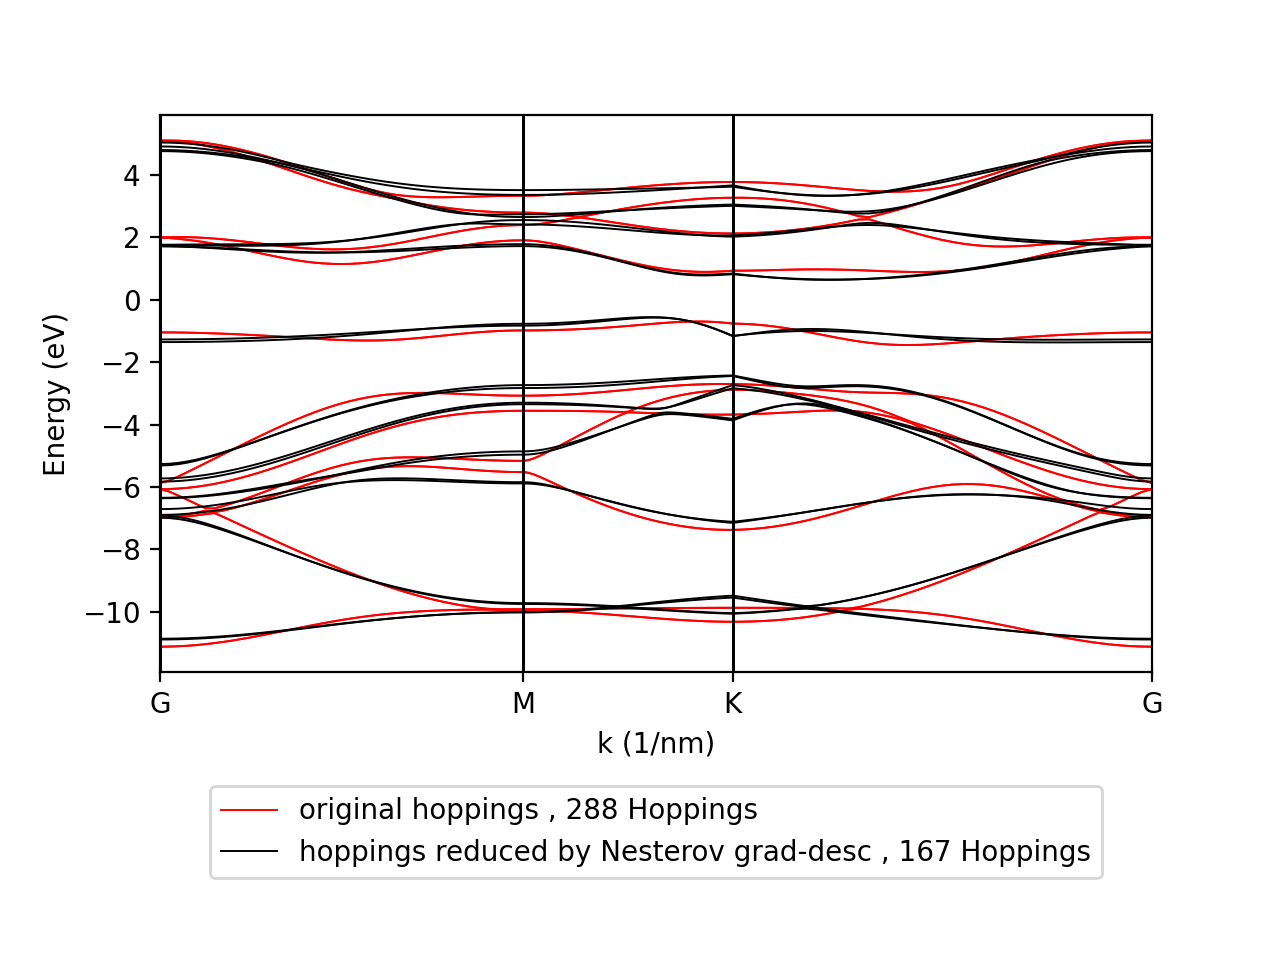 4
2
0
−2
−4
−6
−8
−10
Energy (eV)
G M K G
k (1/nm)
original hoppings , 288 Hoppings
hoppings reduced by Nesterov grad-desc , 167 Hoppings